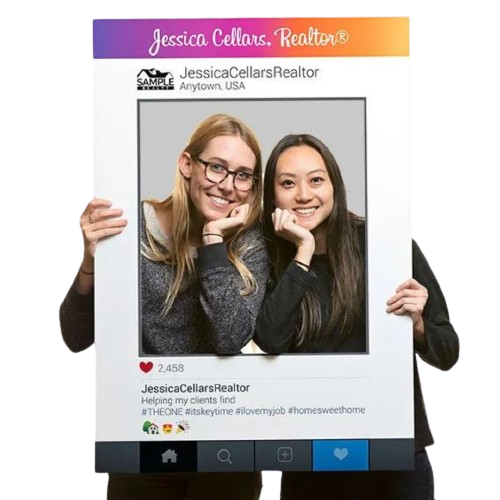 Jessica Cellars, Realtor®
SAMPLE
REALTY
JessicaCellarsRealtor
Anytown, USA
2,458
JessicaCellarsRealtor
Helping my clients find
#THEONE #itskeytime #ilovemyjob #homesweethome